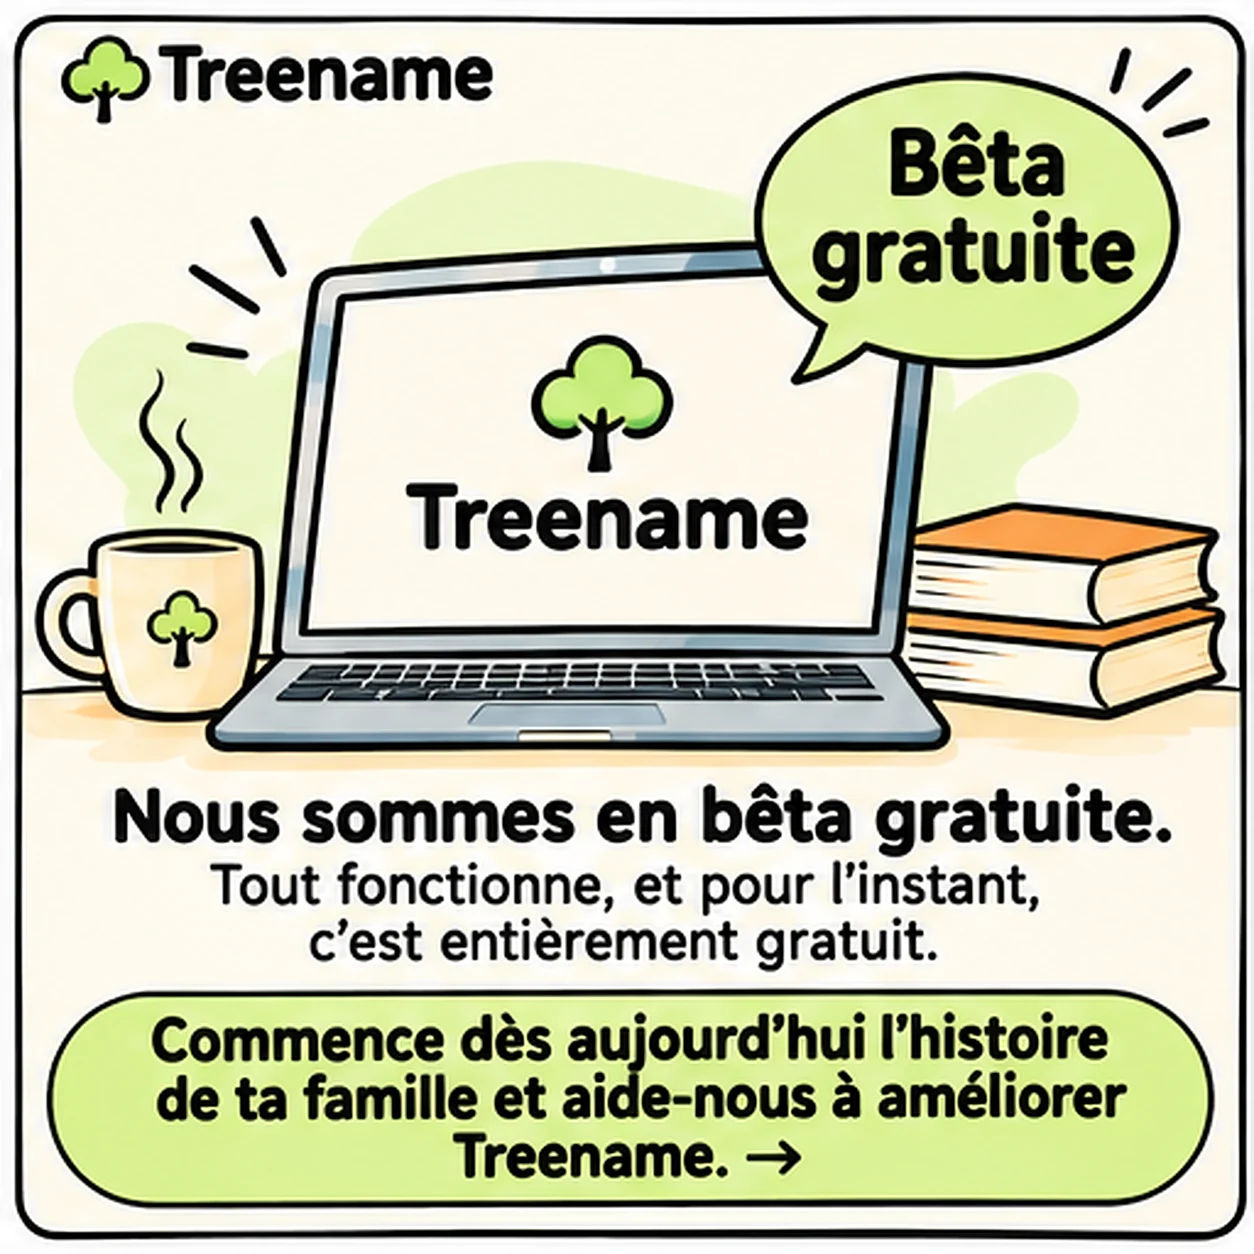 Treename
Bêta
gratuite
Treename
Nous sommes en bêta gratuite.
Tout fonctionne, et pour l’instant,
c’est entièrement gratuit.
Commence dès aujourd’hui l’histoire
de ta famille et aide-nous à améliorer
Treename. →